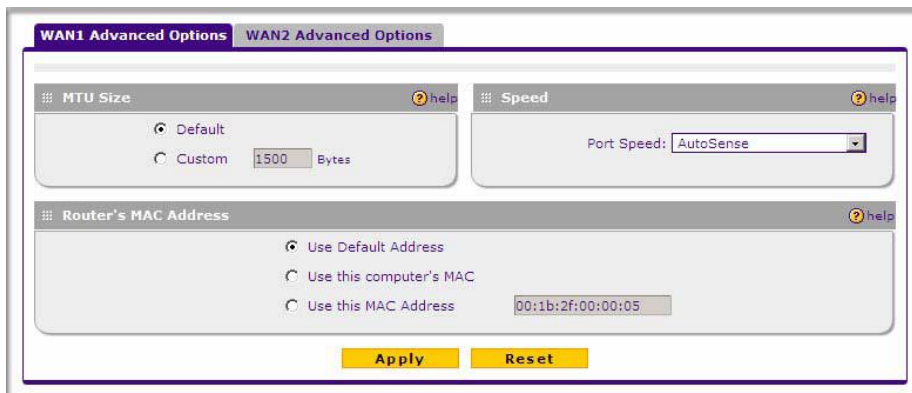 WAN1 Advanced Options WAN2 Advanced Options
MTU Size help
Default
Custom 1500 Bytes
Speed help
Port Speed: AutoSense
Router's MAC Address help
Use Default Address
Use this computer's MAC
Use this MAC Address 00:1b:2f:00:00:05
Apply Reset